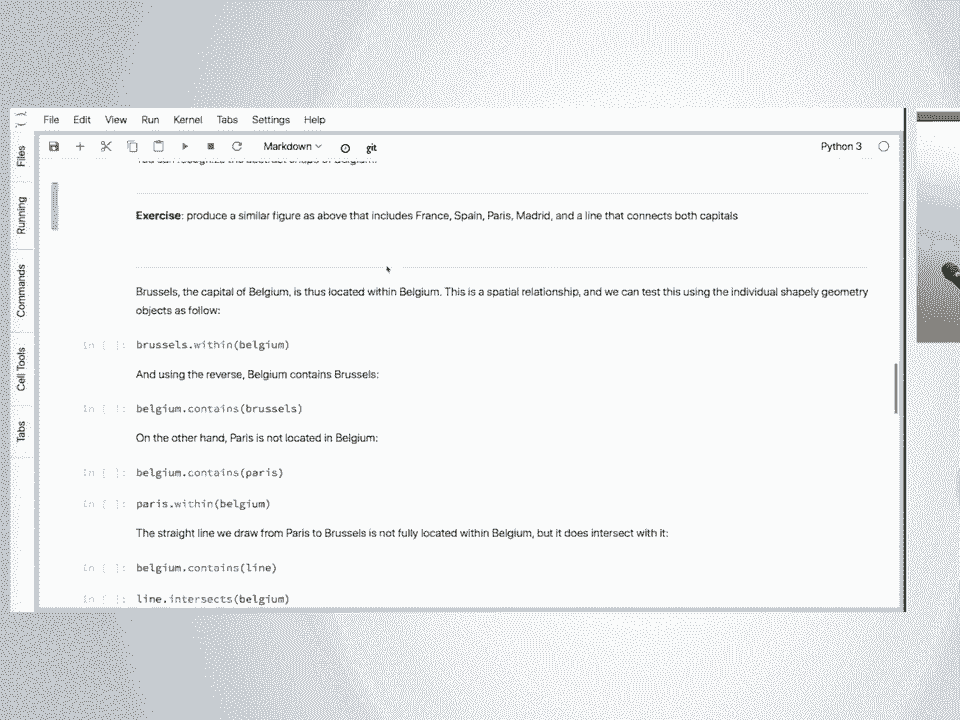 File Edit View Run Kernel Tabs Settings Help
Markdown
git
Python 3
Files
Running
Commands
Cell Tools
Tabs
You can recognize the abstract shape of Belgium!
Exercise: produce a similar figure as above that includes France, Spain, Paris, Madrid, and a line that connects both capitals
Brussels, the capital of Belgium, is thus located within Belgium. This is a spatial relationship, and we can test this using the individual shapely geometry
objects as follow:
In [ ]: brussels.within(belgium)
And using the reverse, Belgium contains Brussels:
In [ ]: belgium.contains(brussels)
On the other hand, Paris is not located in Belgium:
In [ ]: belgium.contains(paris)
In [ ]: paris.within(belgium)
The straight line we draw from Paris to Brussels is not fully located within Belgium, but it does intersect with it:
In [ ]: belgium.contains(line)
In [ ]: line.intersects(belgium)